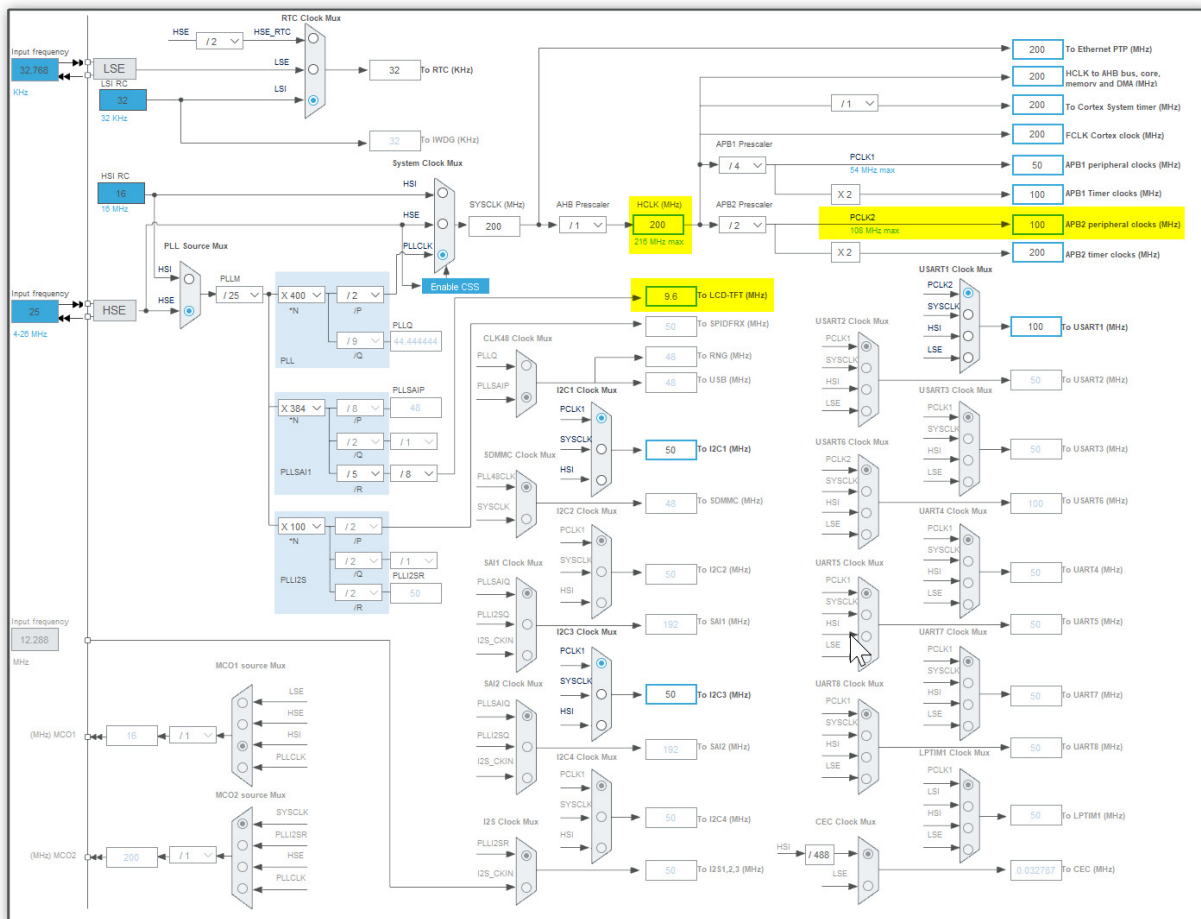 RTC Clock Mux
HSE
/ 2
HSE_RTC
Input frequency
32.768
KHz
LSE
LSE
LSI RC
32
32 KHz
LSI
32
To RTC (KHz)
32
To IWDG (KHz)
200
To Ethernet PTP (MHz)
200
HCLK to AHB bus, core,
memory and DMA (MHz)
/ 1
200
To Cortex System timer (MHz)
200
FCLK Cortex clock (MHz)
System Clock Mux
HSI RC
16
16 MHz
HSI
HSE
PLLCLK
Enable CSS
SYSCLK (MHz)
200
AHB Prescaler
/ 1
HCLK (MHz)
200
216 MHz max
APB1 Prescaler
/ 4
PCLK1
54 MHz max
50
APB1 peripheral clocks (MHz)
X 2
100
APB1 Timer clocks (MHz)
APB2 Prescaler
/ 2
PCLK2
108 MHz max
100
APB2 peripheral clocks (MHz)
X 2
200
APB2 timer clocks (MHz)
PLL Source Mux
HSI
HSE
Input frequency
25
4-26 MHz
HSE
PLLM
/ 25
X 400
*N
/ 2
/P
PLLQ
/ 9
44.444444
/Q
PLL
9.6
To LCD-TFT (MHz)
50
To SPIDFRX (MHz)
CLK48 Clock Mux
PLLQ
PLLSAIP
48
To RNG (MHz)
48
To USB (MHz)
PLLSAIP
X 384
*N
/ 8
48
/P
/ 2
/ 1
/Q
/ 5
/ 8
/R
PLLSAI1
I2C1 Clock Mux
PCLK1
SYSCLK
HSI
50
To I2C1 (MHz)
SDMMC Clock Mux
PLL48CLK
SYSCLK
48
To SDMMC (MHz)
X 100
*N
/ 2
/P
/ 2
/ 1
/Q
PLLI2SR
/ 2
50
/R
PLLI2S
I2C2 Clock Mux
PCLK1
SYSCLK
HSI
50
To I2C2 (MHz)
SAI1 Clock Mux
PLLSAIQ
PLLI2SQ
I2S_CKIN
192
To SAI1 (MHz)
I2C3 Clock Mux
PCLK1
SYSCLK
HSI
50
To I2C3 (MHz)
SAI2 Clock Mux
PLLSAIQ
PLLI2SQ
I2S_CKIN
192
To SAI2 (MHz)
I2C4 Clock Mux
PCLK1
SYSCLK
HSI
50
To I2C4 (MHz)
I2S Clock Mux
PLLI2SR
I2S_CKIN
50
To I2S1,2,3 (MHz)
Input frequency
12.288
MHz
MCO1 source Mux
LSE
HSE
HSI
PLLCLK
(MHz) MCO1
16
/ 1
MCO2 source Mux
SYSCLK
PLLI2SR
HSE
PLLCLK
(MHz) MCO2
200
/ 1
USART1 Clock Mux
PCLK2
SYSCLK
HSI
LSE
100
To USART1 (MHz)
USART2 Clock Mux
PCLK1
SYSCLK
HSI
LSE
50
To USART2 (MHz)
USART3 Clock Mux
PCLK1
SYSCLK
HSI
LSE
50
To USART3 (MHz)
USART6 Clock Mux
PCLK2
SYSCLK
HSI
LSE
100
To USART6 (MHz)
UART4 Clock Mux
PCLK1
SYSCLK
HSI
LSE
50
To UART4 (MHz)
UART5 Clock Mux
PCLK1
SYSCLK
HSI
LSE
50
To UART5 (MHz)
UART7 Clock Mux
PCLK1
SYSCLK
HSI
LSE
50
To UART7 (MHz)
UART8 Clock Mux
PCLK1
SYSCLK
HSI
LSE
50
To UART8 (MHz)
LPTIM1 Clock Mux
PCLK1
LSI
HSI
LSE
50
To LPTIM1 (MHz)
CEC Clock Mux
HSI
/ 488
LSE
0.032787
To CEC (MHz)